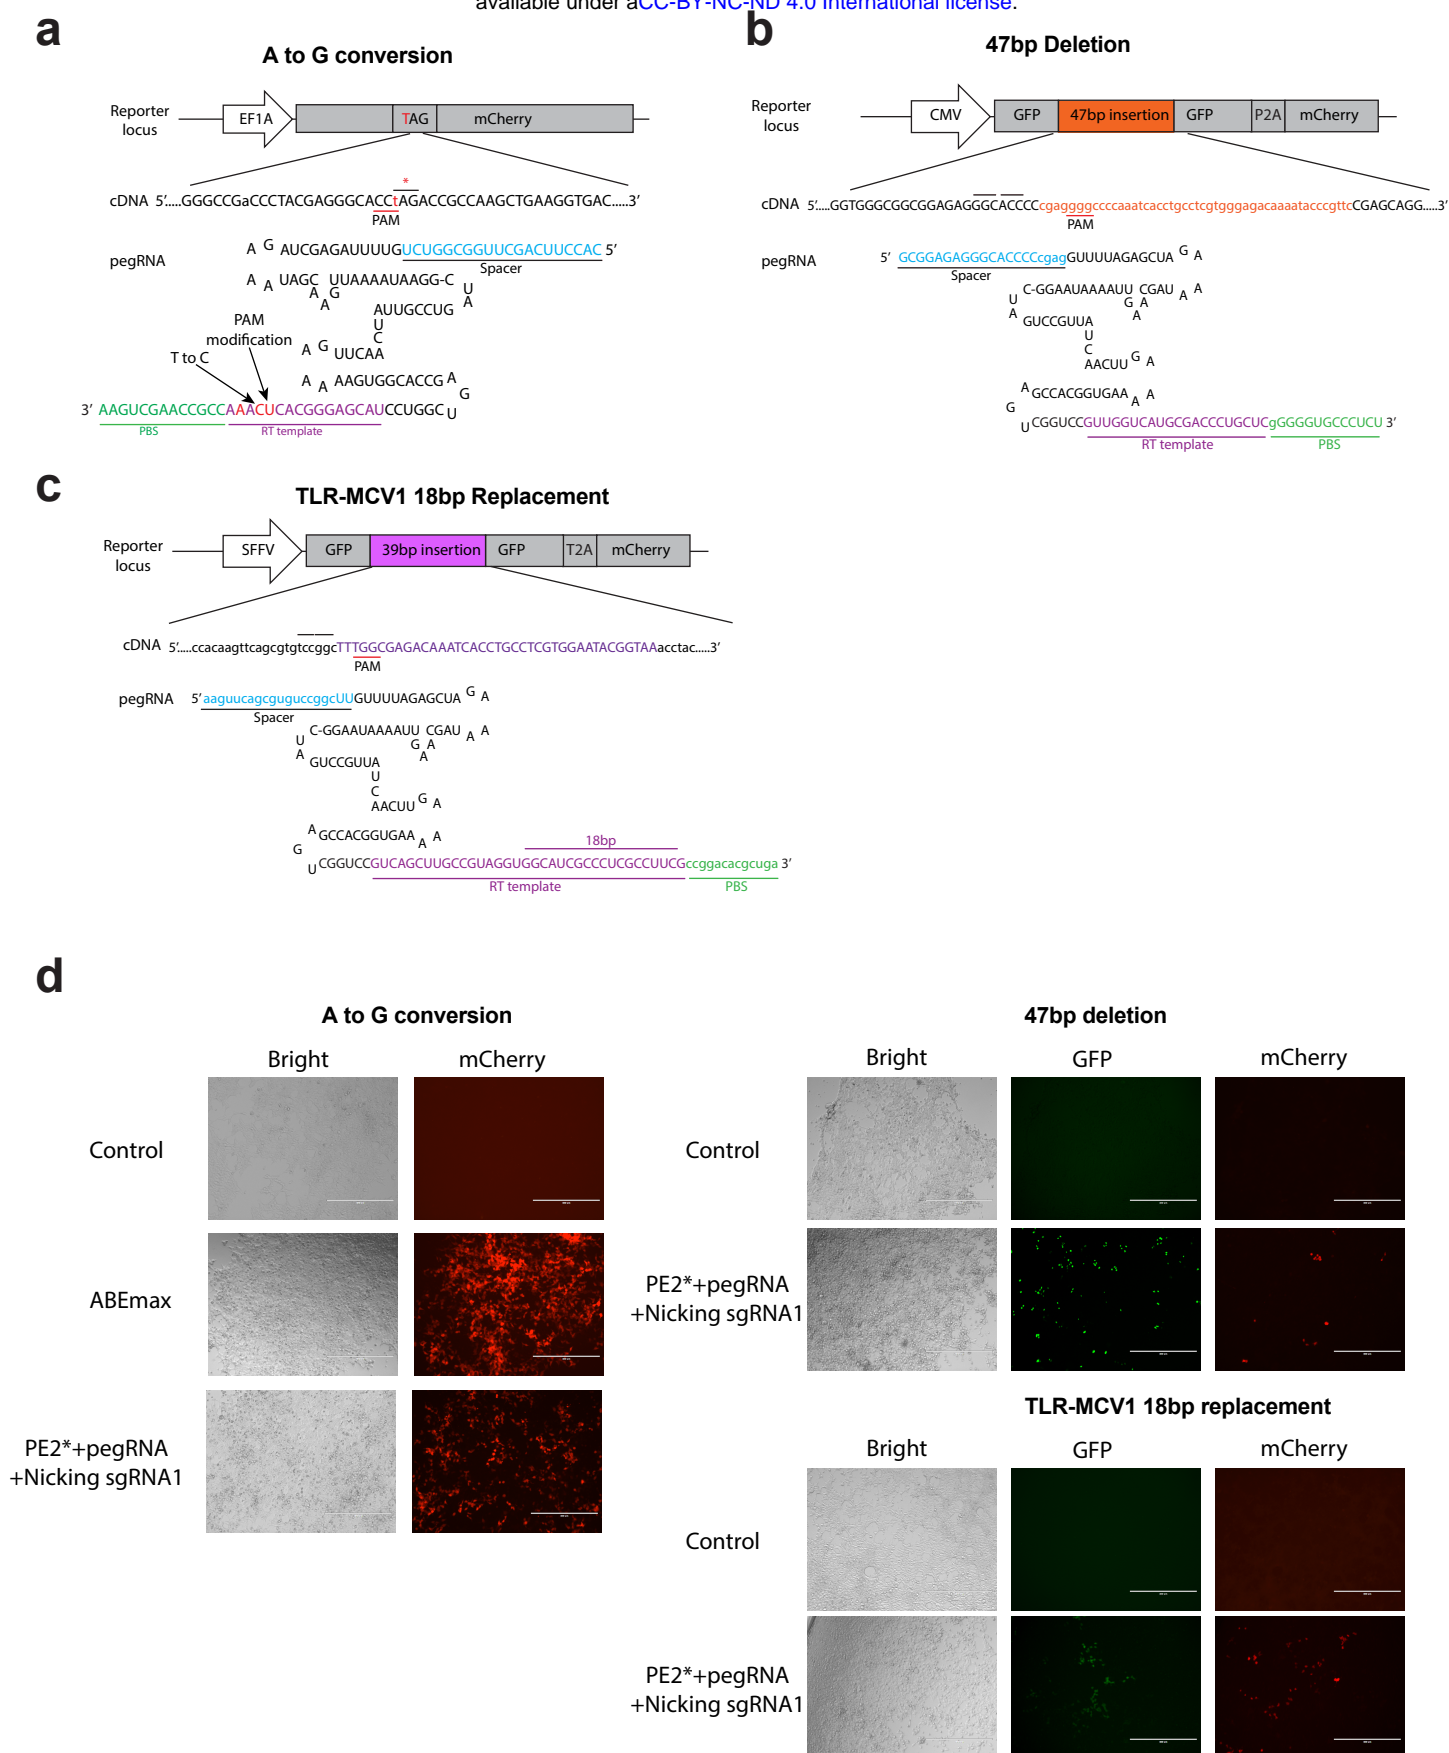 available under aCC-BY-NC-ND 4.0 International license.
a
A to G conversion
Reporter locus
EF1A
TAG
mCherry
*
cDNA 5'.....GGGCCGaCCCTACGAGGGCACCtAGACCGCCAAGCTGAAGGTGAC.....3'
PAM
pegRNA
A G AUCGAGAUUUUGUCUGGCGGUUCGACUUCCAC 5'
Spacer
A A UAGC UUAAAAUAAGG-C U
A G
A AUUGCCUG A
U
C
A G UUCAA
PAM modification
T to C
A A AAGUGGCACCG A
G
3' AAGUCGAACCGCCAAACUCACGGGAGCAUCCUGGC U
PBS
RT template
b
47bp Deletion
Reporter locus
CMV
GFP
47bp insertion
GFP
P2A
mCherry
cDNA 5'.....GGTGGGCGGCGGAGAGGGCACCCCcgaggggccccaaatcacctgcctcgtgggagacaaaatacccgttcCGAGCAGG.....3'
PAM
pegRNA
5' GCGGAGAGGGCACCCCcgagGUUUUAGAGCUA G A
Spacer
U C-GGAAUAAAAUU CGAU A A
G A
A GUCCGUUA A
U
C
AACUU G A
A GCCACGGUGAA A A
G
U CGGUCCGUUGGUCAUGCGACCCUGCUCgGGGGUGCCCUCU 3'
RT template
PBS
c
TLR-MCV1 18bp Replacement
Reporter locus
SFFV
GFP
39bp insertion
GFP
T2A
mCherry
cDNA 5'.....ccacaagttcagcgtgtccggcTTTGGCGAGACAAATCACCTGCCTCGTGGAATACGGTAAacctac.....3'
PAM
pegRNA
5' aaguucagcguguccggcUUGUUUUAGAGCUA G A
Spacer
U C-GGAAUAAAAUU CGAU A A
G A
A GUCCGUUA A
U
C
AACUU G A
A GCCACGGUGAA A A
G
18bp
U CGGUCCGUCAGCUUGCCGUAGGUGGCAUCGCCCUCGCCUUCGccggacacgcuga 3'
RT template
PBS
d
A to G conversion
Bright
mCherry
Control
ABEmax
PE2*+pegRNA
+Nicking sgRNA1
47bp deletion
Bright
GFP
mCherry
Control
PE2*+pegRNA
+Nicking sgRNA1
TLR-MCV1 18bp replacement
Bright
GFP
mCherry
Control
PE2*+pegRNA
+Nicking sgRNA1